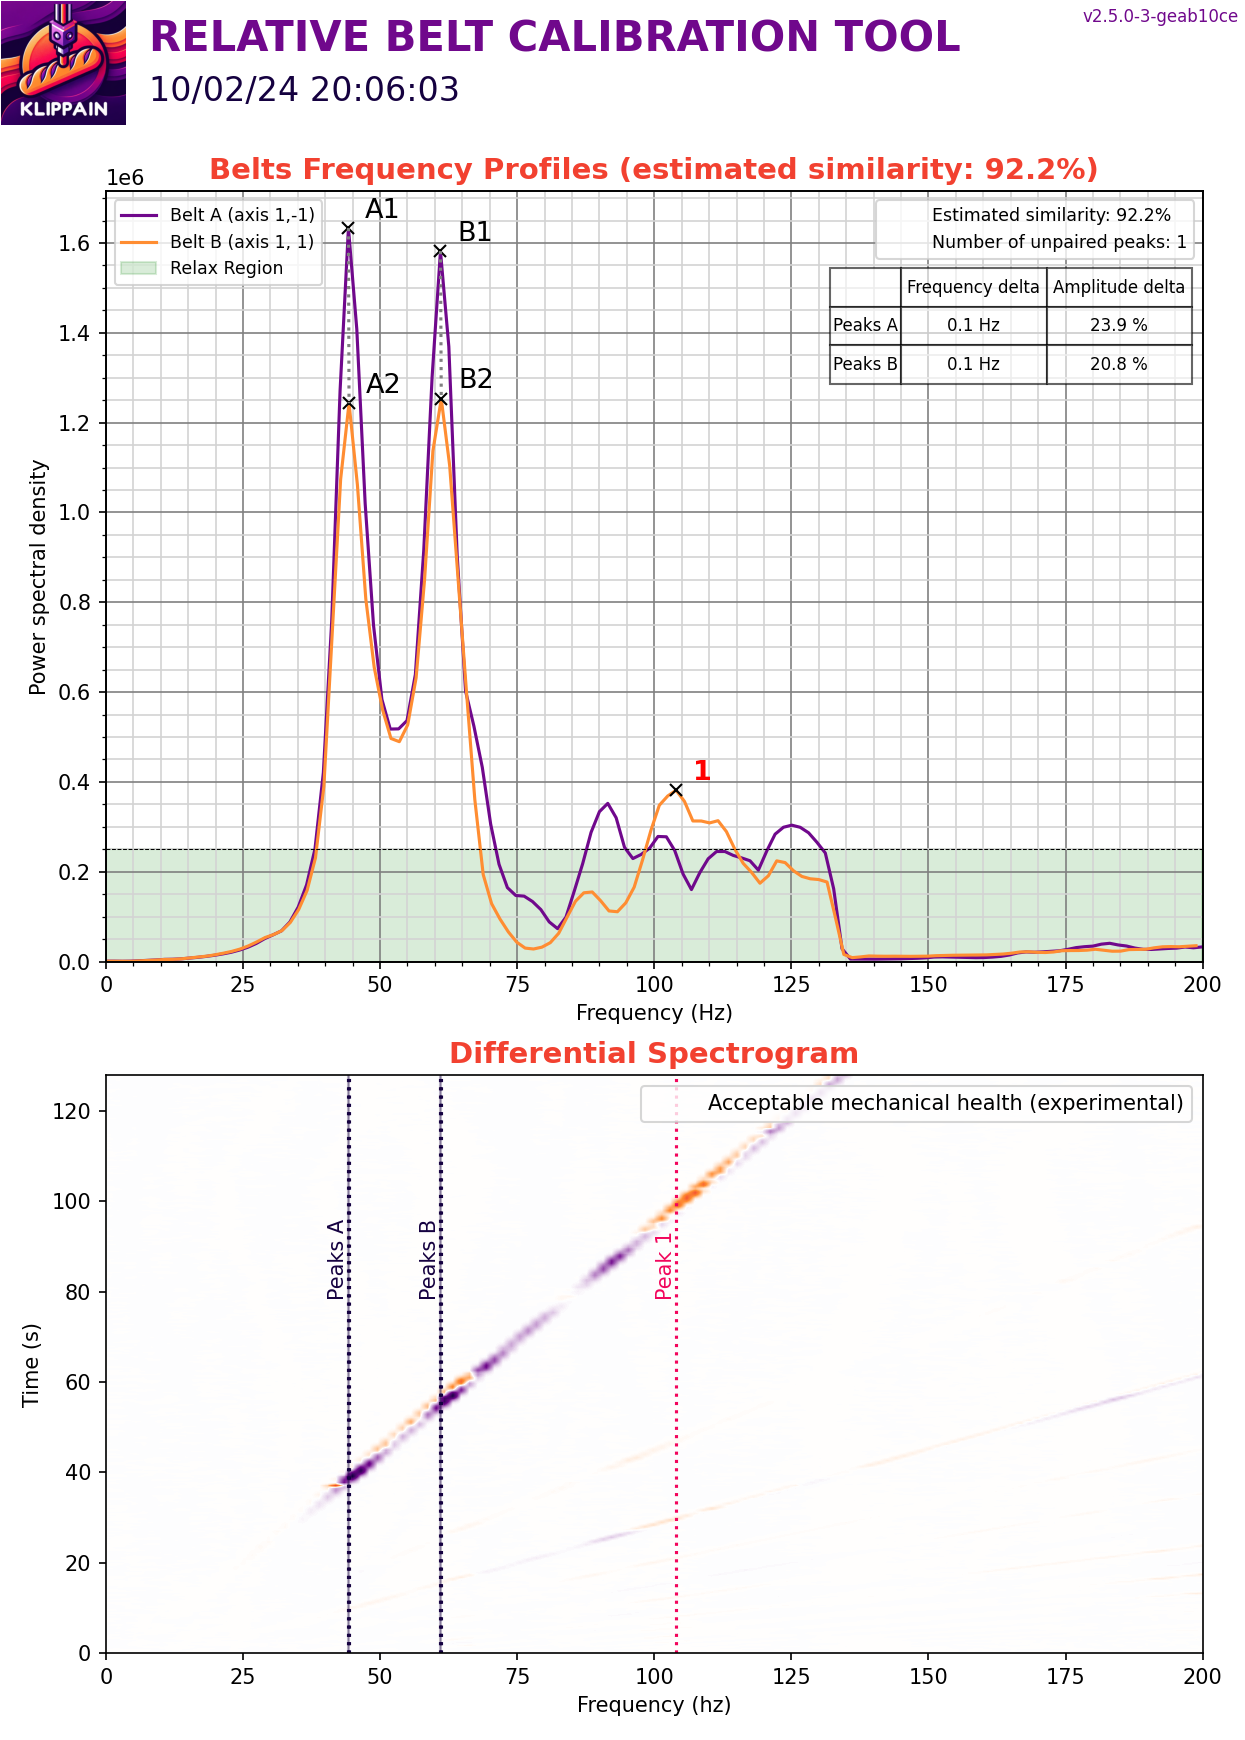 v2.5.0-3-geab10ce
RELATIVE BELT CALIBRATION TOOL
10/02/24 20:06:03
KLIPPAIN
Belts Frequency Profiles (estimated similarity: 92.2%)
1e6
Belt A (axis 1,-1)
Belt B (axis 1, 1)
Relax Region
A1
B1
A2
B2
1
Estimated similarity: 92.2%
Number of unpaired peaks: 1
Frequency delta Amplitude delta
Peaks A 0.1 Hz 23.9 %
Peaks B 0.1 Hz 20.8 %
Power spectral density
1.6
1.4
1.2
1.0
0.8
0.6
0.4
0.2
0.0
0 25 50 75 100 125 150 175 200
Frequency (Hz)
Differential Spectrogram
Acceptable mechanical health (experimental)
Peaks A
Peaks B
Peak 1
Time (s)
120
100
80
60
40
20
0
0 25 50 75 100 125 150 175 200
Frequency (hz)